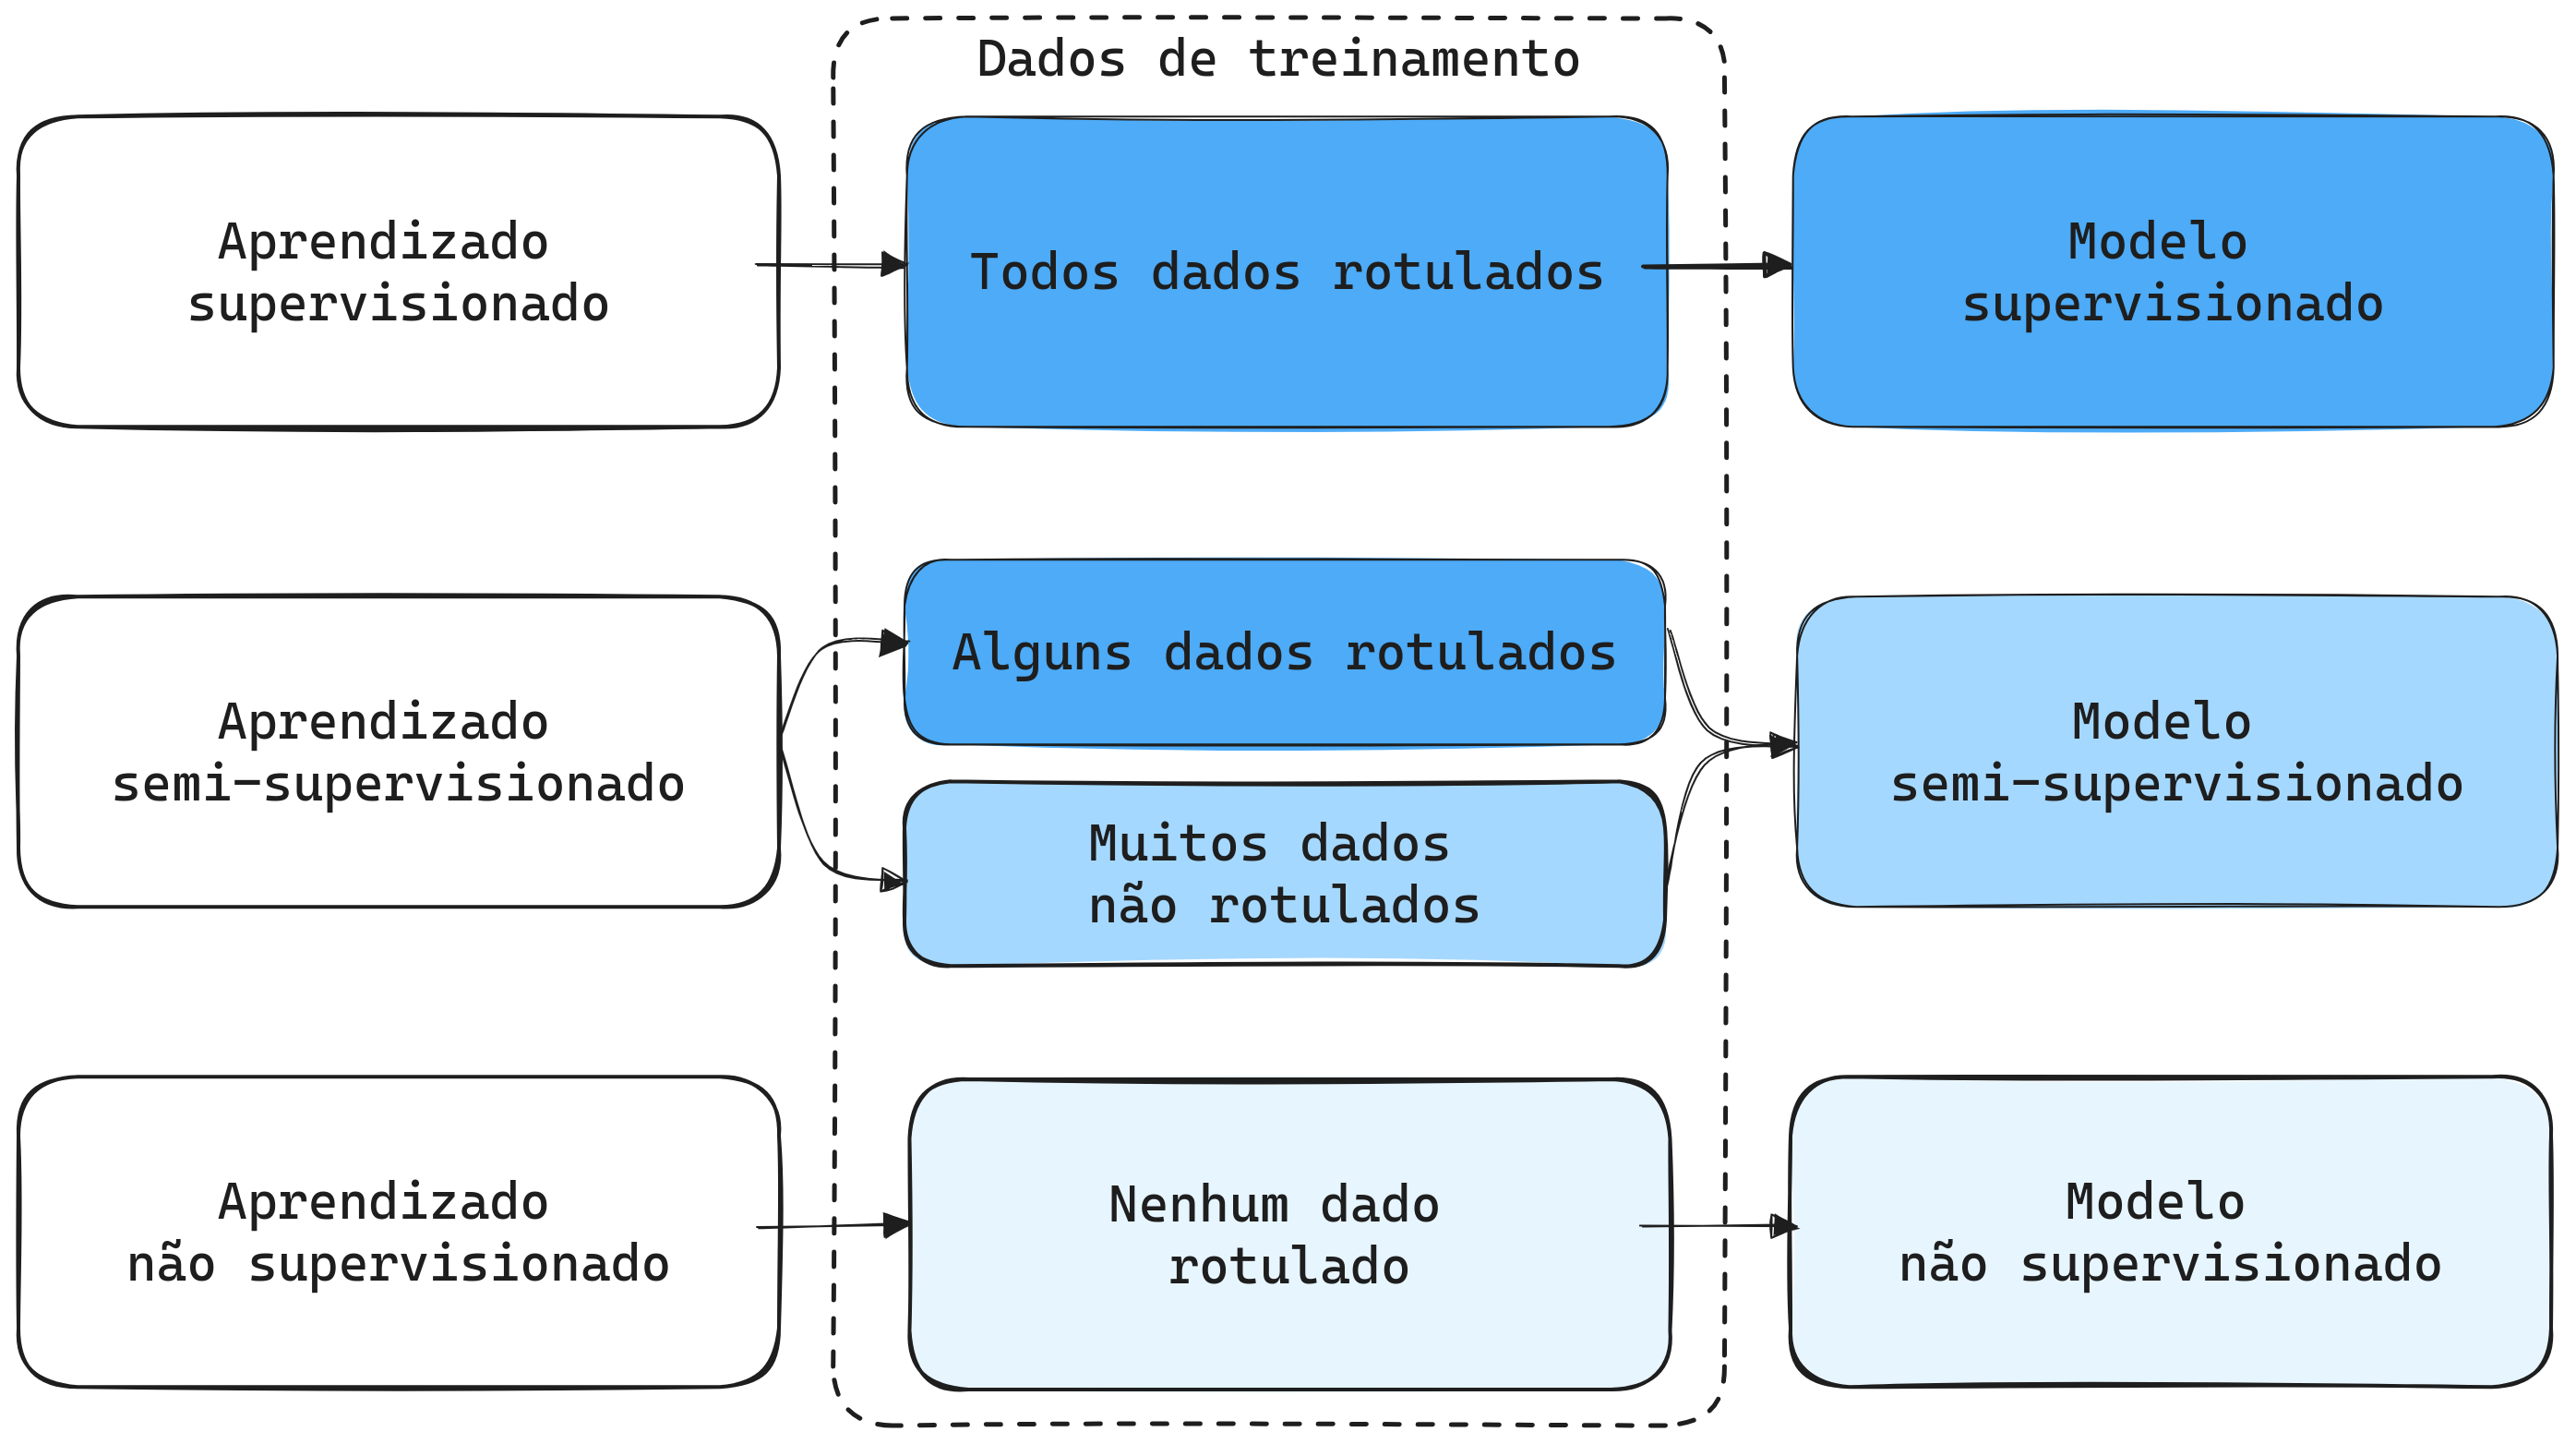 Dados de treinamento
Aprendizado
supervisionado
Todos dados rotulados
Modelo
supervisionado
Aprendizado
semi-supervisionado
Alguns dados rotulados
Muitos dados
não rotulados
Modelo
semi-supervisionado
Aprendizado
não supervisionado
Nenhum dado
rotulado
Modelo
não supervisionado